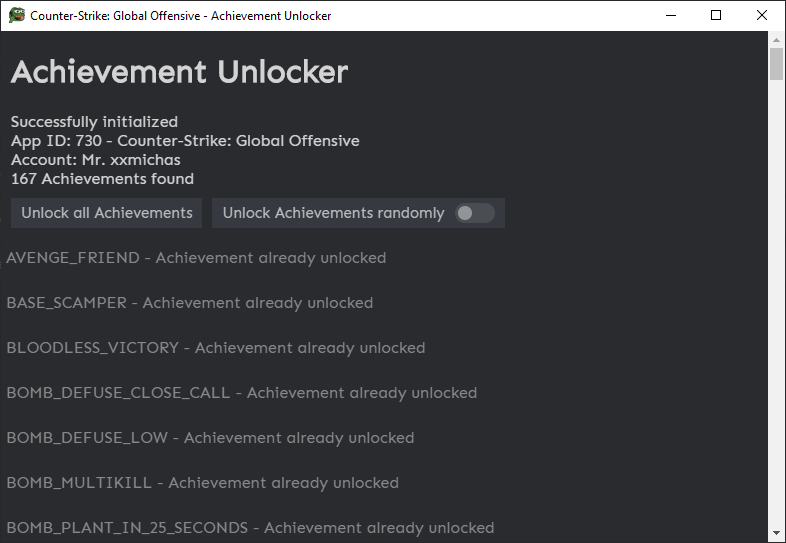 Counter-Strike: Global Offensive - Achievement Unlocker
Achievement Unlocker
Successfully initialized
App ID: 730 - Counter-Strike: Global Offensive
Account: Mr. xxmichas
167 Achievements found
Unlock all Achievements Unlock Achievements randomly
AVENGE_FRIEND - Achievement already unlocked
BASE_SCAMPER - Achievement already unlocked
BLOODLESS_VICTORY - Achievement already unlocked
BOMB_DEFUSE_CLOSE_CALL - Achievement already unlocked
BOMB_DEFUSE_LOW - Achievement already unlocked
BOMB_MULTIKILL - Achievement already unlocked
BOMB_PLANT_IN_25_SECONDS - Achievement already unlocked